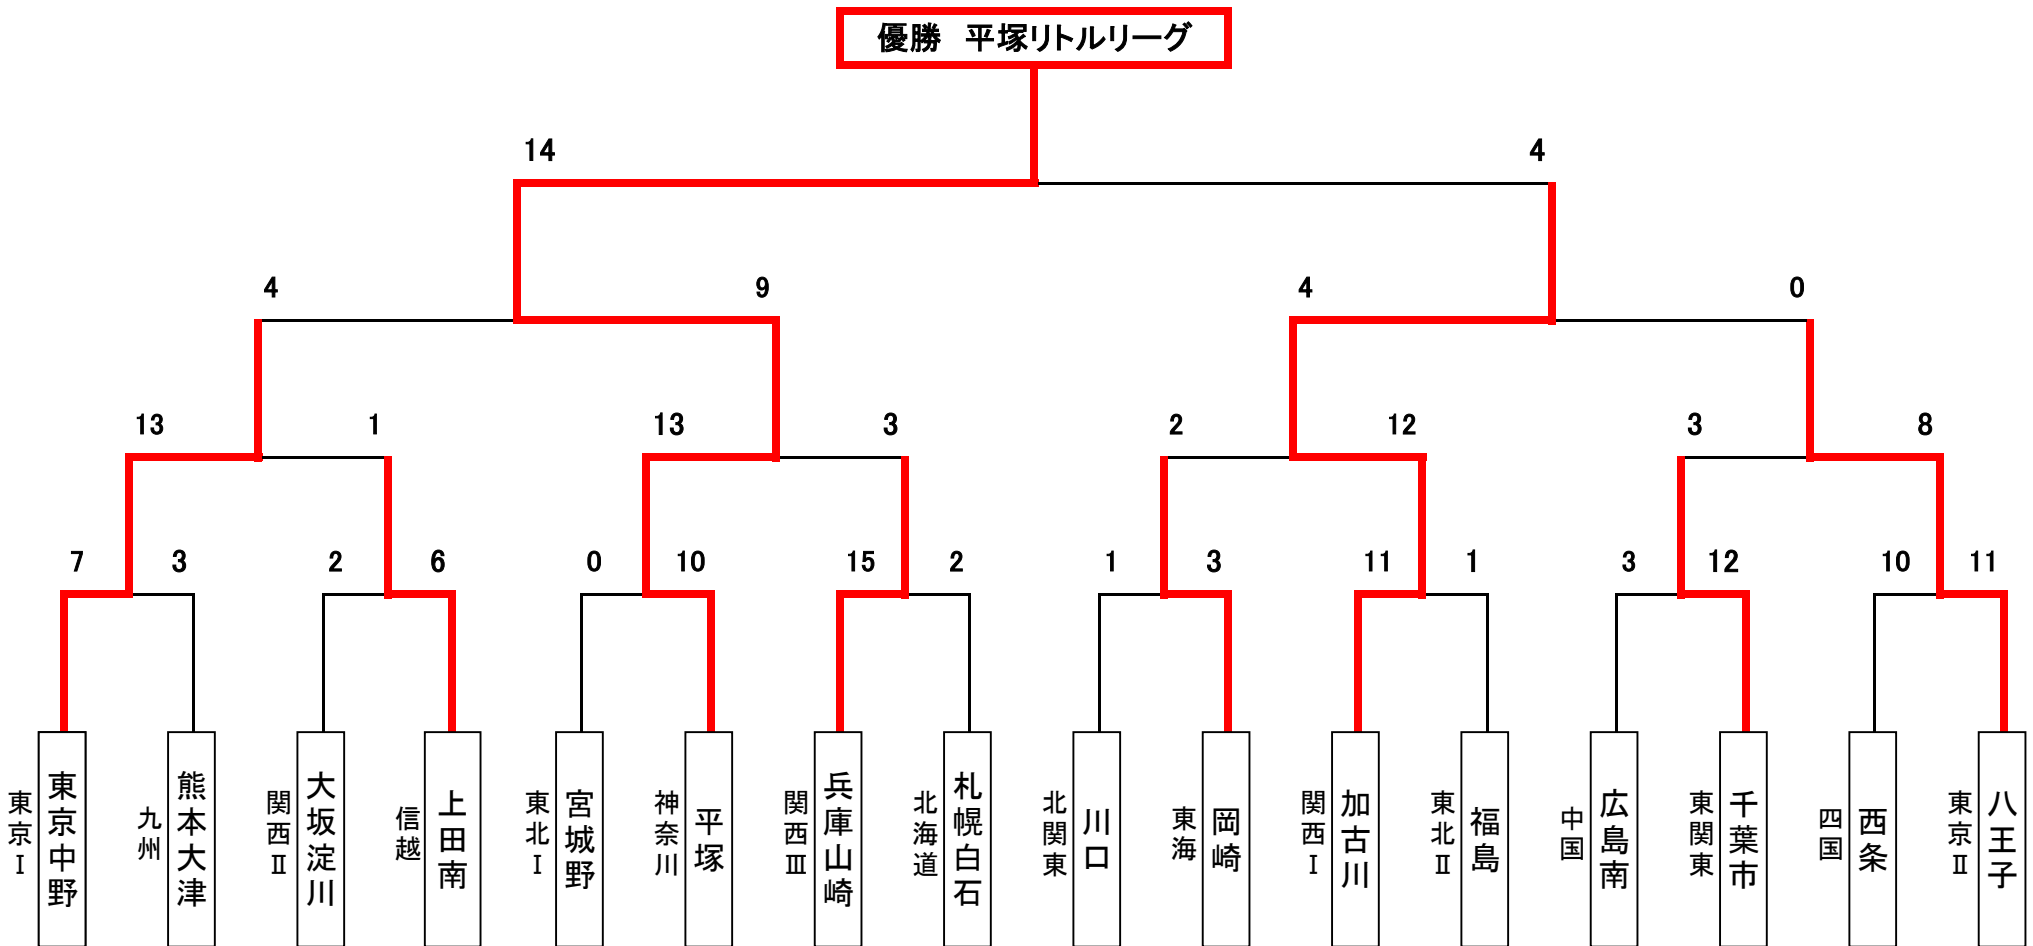 優勝　平塚リトルリーグ
14
4
4
9
4
0
13
1
13
3
2
12
3
8
7
3
2
6
0
10
15
2
1
3
11
1
3
12
10
11
東京Ⅰ
東京中野
九州
熊本大津
関西Ⅱ
大坂淀川
信越
上田南
東北Ⅰ
宮城野
神奈川
平塚
関西Ⅲ
兵庫山崎
北海道
札幌白石
北関東
川口
東海
岡崎
関西Ⅰ
加古川
東北Ⅱ
福島
中国
広島南
東関東
千葉市
四国
西条
東京Ⅱ
八王子